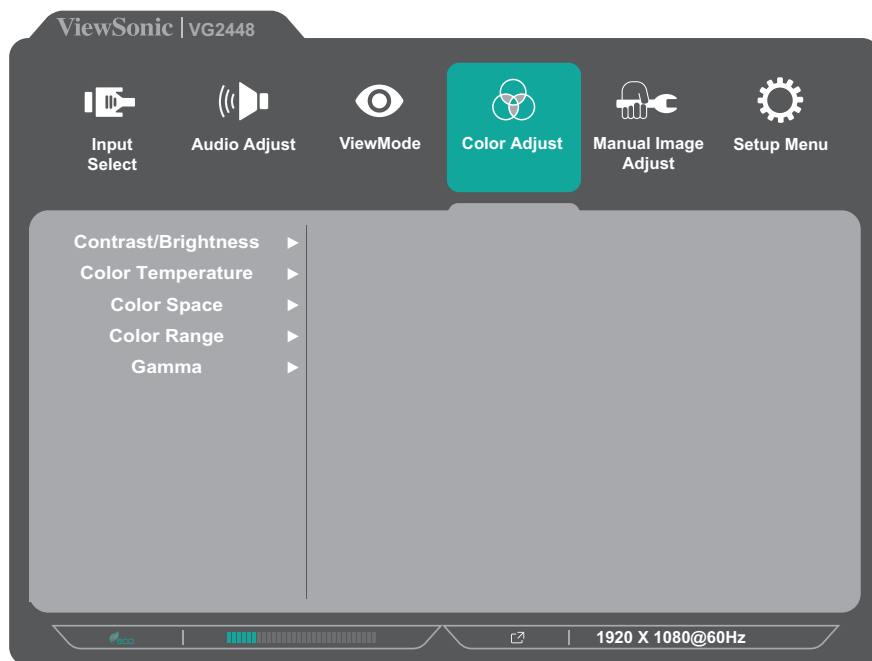 ViewSonic | VG2448
Input
Select
Audio Adjust
ViewMode
Color Adjust
Manual Image
Adjust
Setup Menu
Contrast/Brightness
Color Temperature
Color Space
Color Range
Gamma
eco
1920 X 1080@60Hz